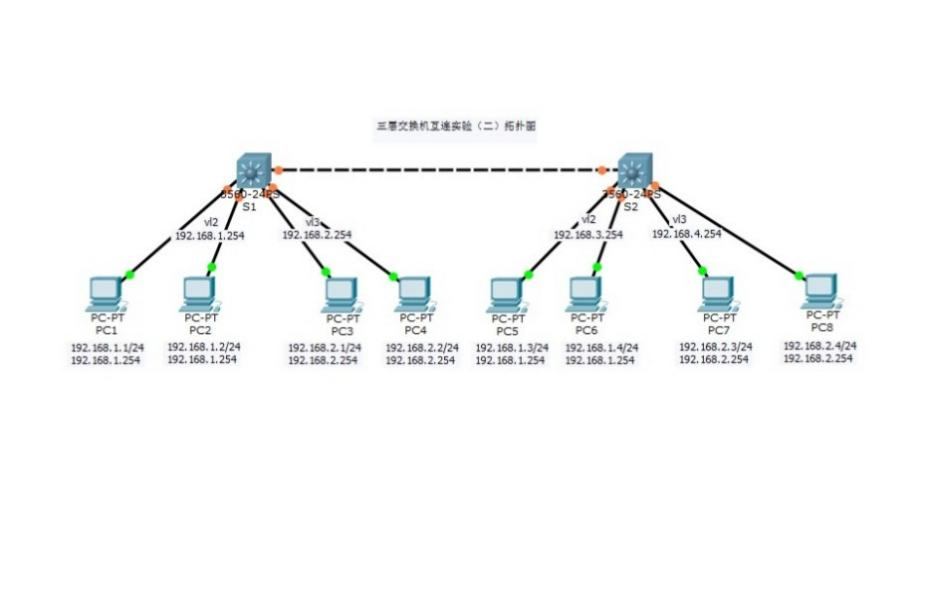 三层交换机互连实验（二）拓扑图
3560-24PS
S1
3560-24PS
S2
vl2
192.168.1.254
vl3
192.168.2.254
vl2
192.168.3.254
vl3
192.168.4.254
PC-PT
PC1
PC-PT
PC2
PC-PT
PC3
PC-PT
PC4
PC-PT
PC5
PC-PT
PC6
PC-PT
PC7
PC-PT
PC8
192.168.1.1/24
192.168.1.254
192.168.1.2/24
192.168.1.254
192.168.2.1/24
192.168.2.254
192.168.2.2/24
192.168.2.254
192.168.1.3/24
192.168.1.254
192.168.1.4/24
192.168.1.254
192.168.2.3/24
192.168.2.254
192.168.2.4/24
192.168.2.254